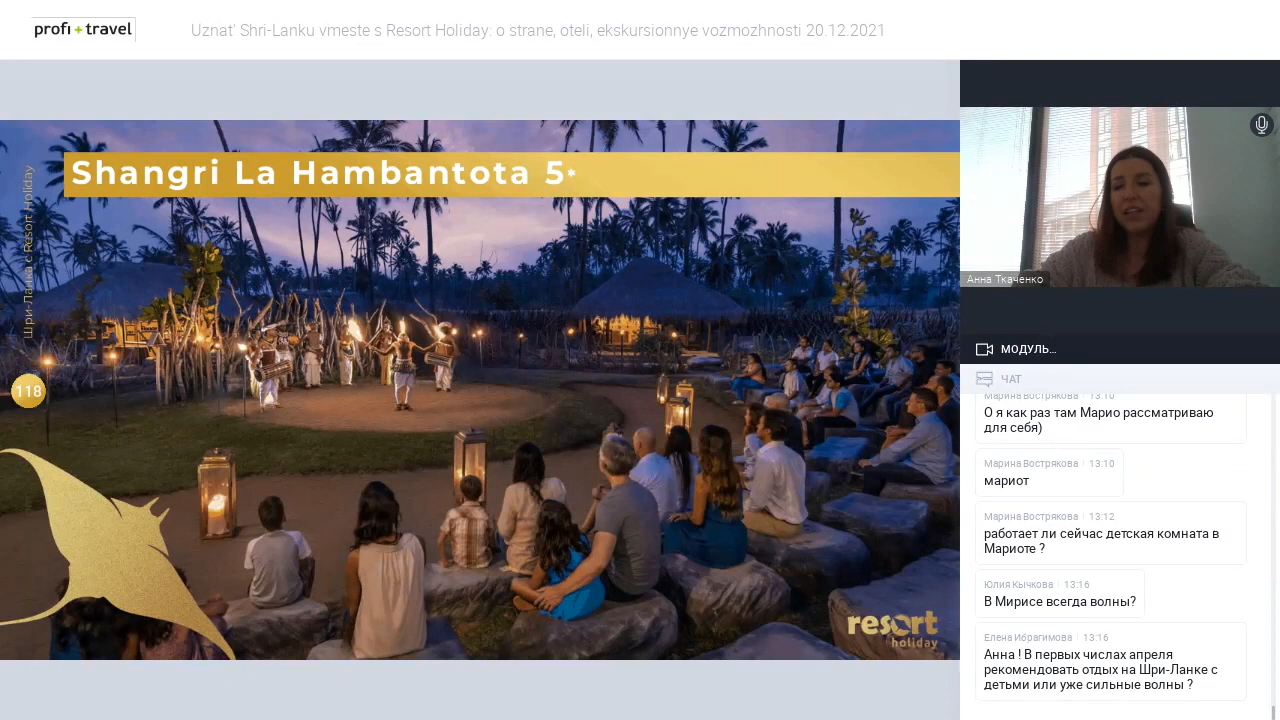 profi travel
Uznat' Shri-Lanku vmeste s Resort Holiday: o strane, oteli, ekskursionnye vozmozhnosti 20.12.2021
Shangri La Hambantota 5*
Шри-Ланка с Resort Holiday
118
resort
holiday
Анна Ткаченко
МОДУЛЬ...
ЧАТ
Марина Вострякова 13:10
О я как раз там Марио рассматриваю
для себя)
Марина Вострякова 13:10
мариот
Марина Вострякова 13:12
работает ли сейчас детская комната в
Мариоте ?
Юлия Кычкова 13:16
В Мирисе всегда волны?
Елена Ибрагимова 13:16
Анна ! В первых числах апреля
рекомендовать отдых на Шри-Ланке с
детьми или уже сильные волны ?